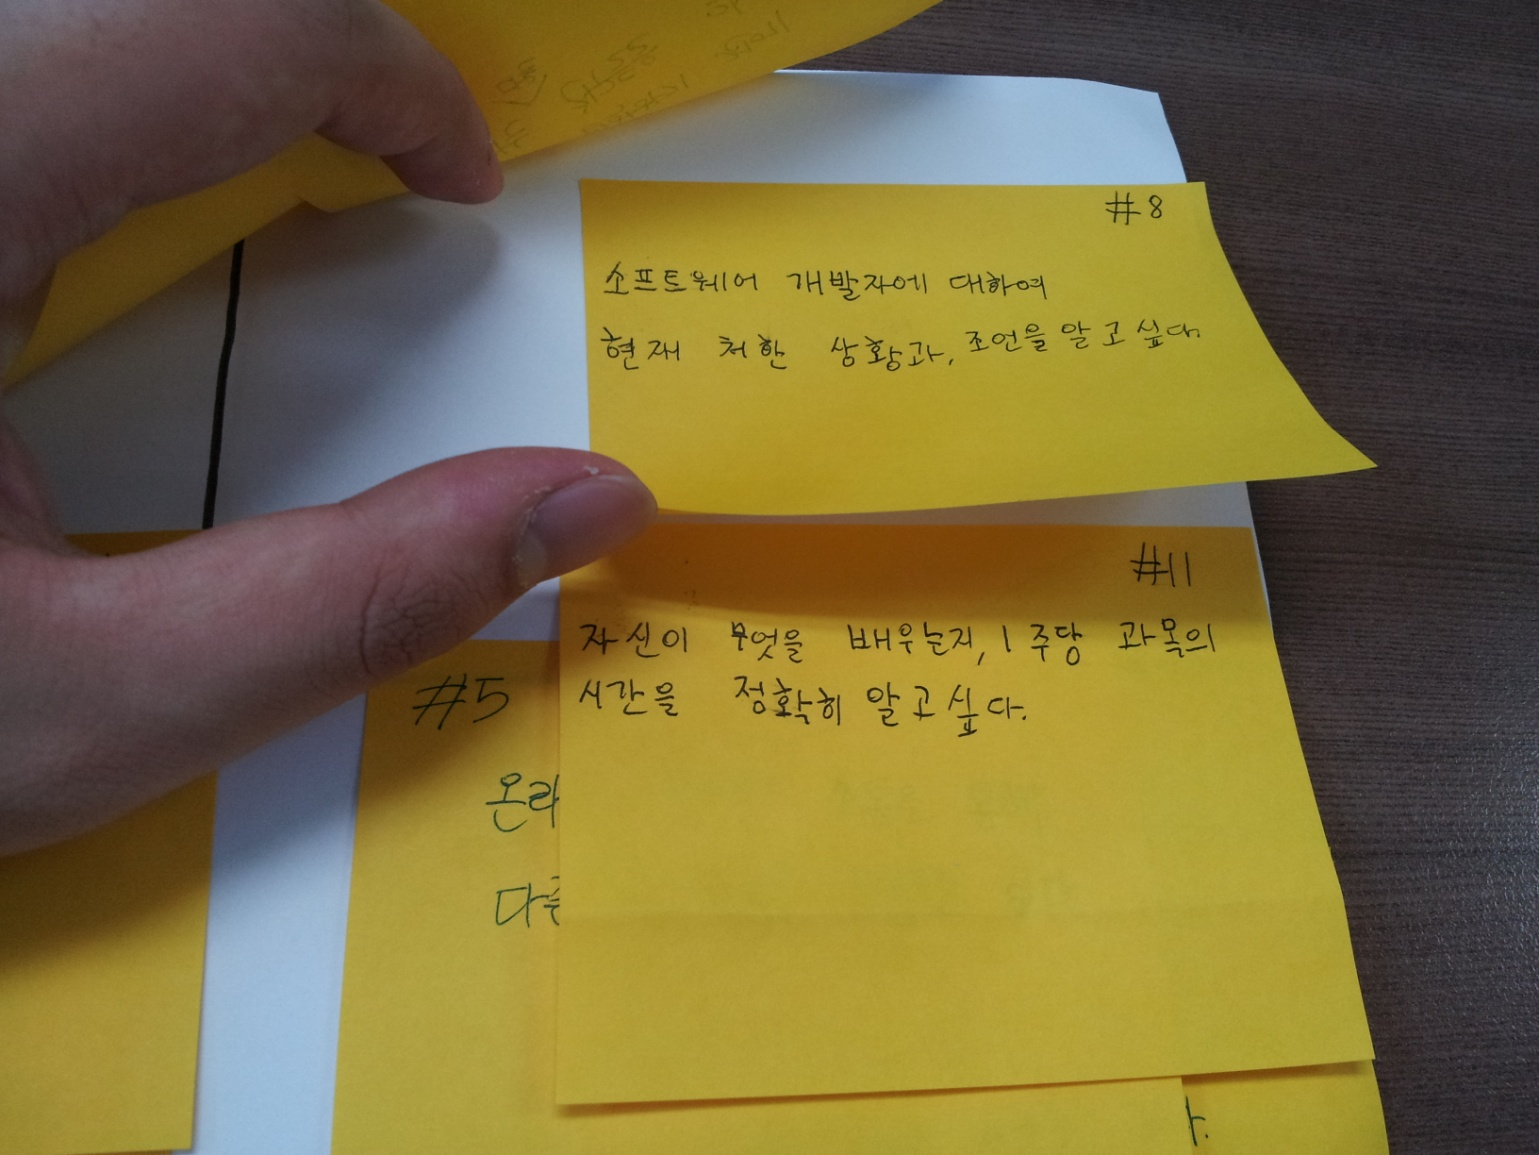 #8
소프트웨어 개발자에 대하여
현재 처한 상황과, 조언을 알고 싶다.
#11
자신이 무엇을 배우는지, 1주당 과목의
시간을 정확히 알고 싶다.
#5
온라